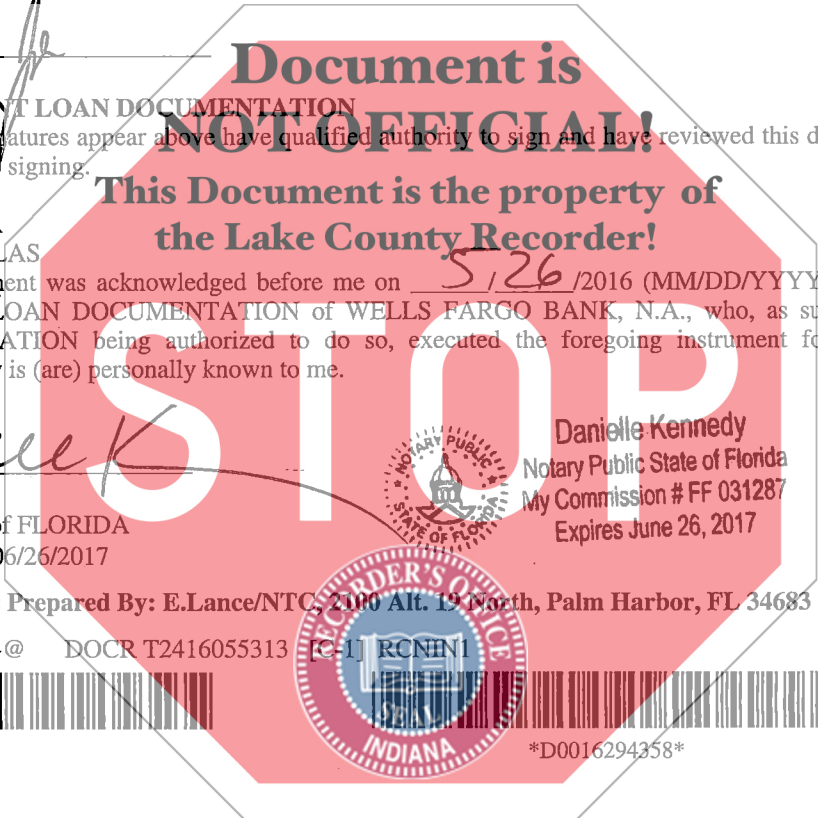 Document is
T LOAN DOCUMENTATION
NOT OFFICIAL!
atures appear above have qualified authority to sign and have reviewed this d
signing.
This Document is the property of
the Lake County Recorder!
LAS
ent was acknowledged before me on 5/26/2016 (MM/DD/YYYY
OAN DOCUMENTATION of WELLS FARGO BANK, N.A., who, as su
ATION being authorized to do so, executed the foregoing instrument fo
is (are) personally known to me.
STOP
NOTARY PUBLIC
STATE OF FLORIDA
Danielle Kennedy
Notary Public State of Florida
My Commission # FF 031287
Expires June 26, 2017
f FLORIDA
06/26/2017
Prepared By: E.Lance/NTC, 2100 Alt. 19 North, Palm Harbor, FL 34683
@ DOCR T2416055313 [C-1] RCNIN1
RECORDER'S OFFICE
SEAL
INDIANA
*D0016294358*